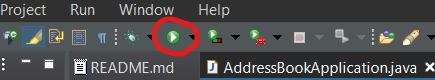 Project Run Window Help
README.md AddressBookApplication.java